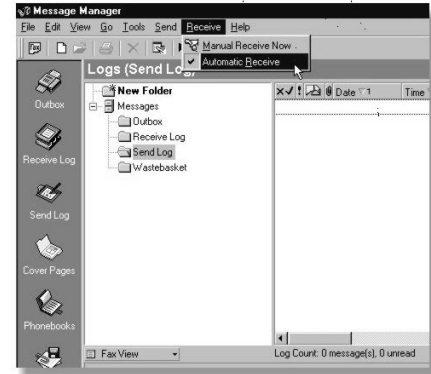 Message Manager
File Edit View Go Tools Send Receive Help
Manual Receive Now
Automatic Receive
Logs (Send Log)
Outbox
Receive Log
Send Log
Cover Pages
Phonebooks
New Folder
Messages
Outbox
Receive Log
Send Log
Wastebasket
Date 1 Time
Fax View
Log Count: 0 message(s), 0 unread